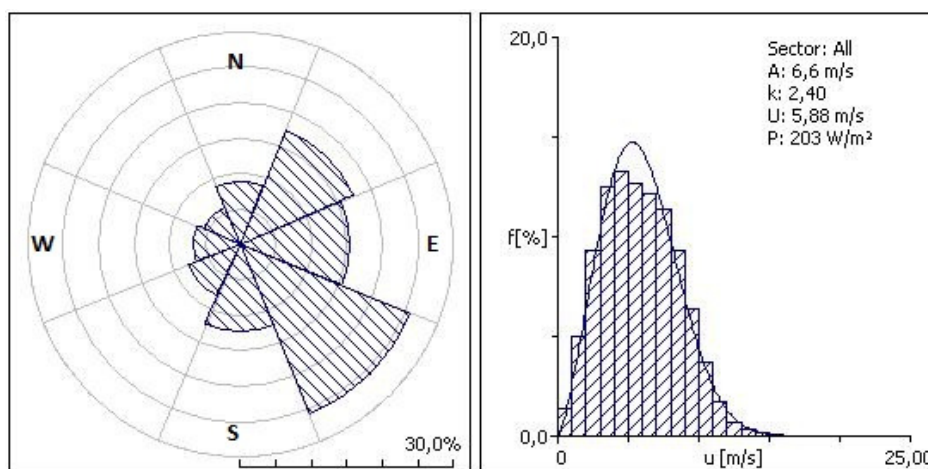 N
W
E
S
30,0%
20,0
Sector: All
A: 6,6 m/s
k: 2,40
U: 5,88 m/s
P: 203 W/m²
f[%]
0,0
0
u [m/s]
25,00